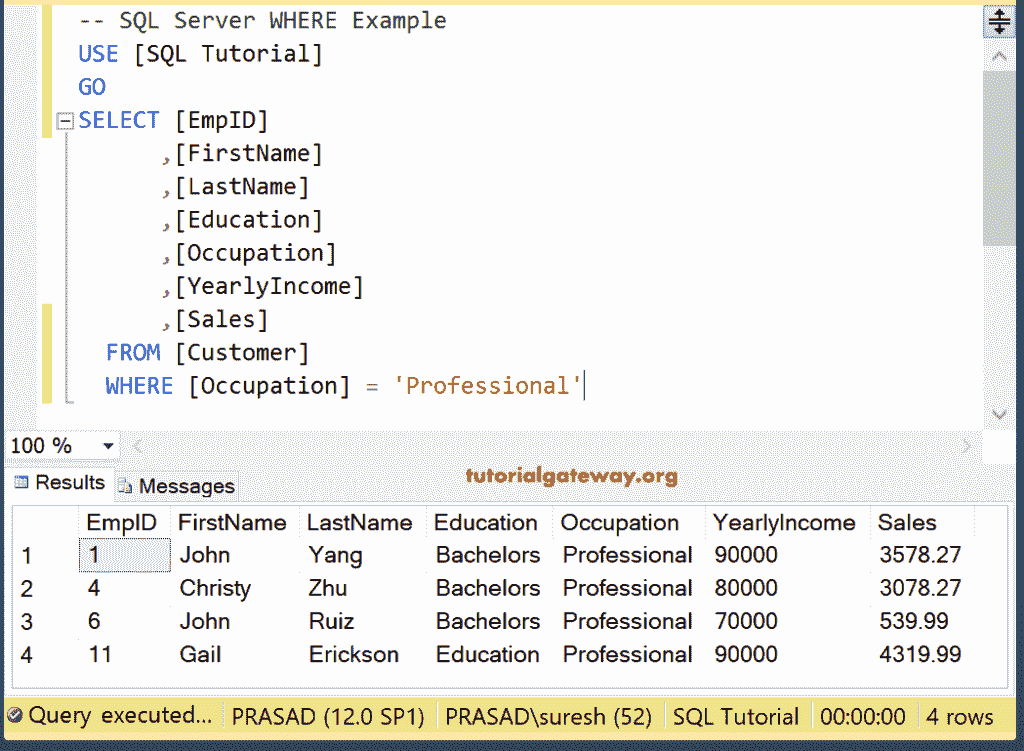 -- SQL Server WHERE Example
USE [SQL Tutorial]
GO
SELECT [EmpID]
,[FirstName]
,[LastName]
,[Education]
,[Occupation]
,[YearlyIncome]
,[Sales]
FROM [Customer]
WHERE [Occupation] = 'Professional'
100 %
tutorialgateway.org
Results Messages
EmpID FirstName LastName Education Occupation YearlyIncome Sales
1 1 John Yang Bachelors Professional 90000 3578.27
2 4 Christy Zhu Bachelors Professional 80000 3078.27
3 6 John Ruiz Bachelors Professional 70000 539.99
4 11 Gail Erickson Education Professional 90000 4319.99
Query executed... PRASAD (12.0 SP1) PRASAD\suresh (52) SQL Tutorial 00:00:00 4 rows